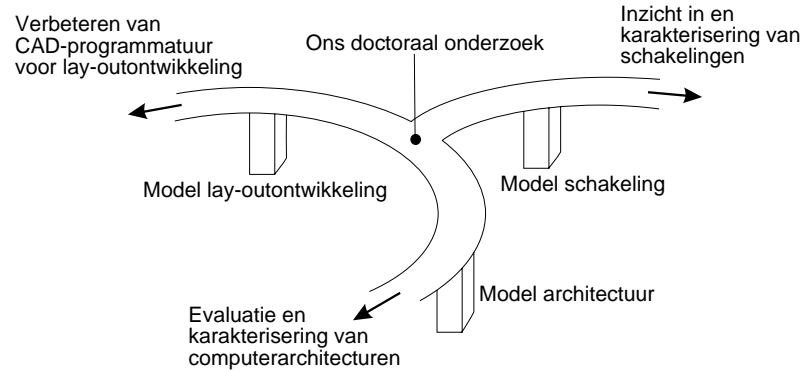 Verbeteren van
CAD-programmatuur
voor lay-outontwikkeling
Ons doctoraal onderzoek
Inzicht in en
karakterisering van
schakelingen
Model lay-outontwikkeling
Model schakeling
Model architectuur
Evaluatie en
karakterisering van
computerarchitecturen